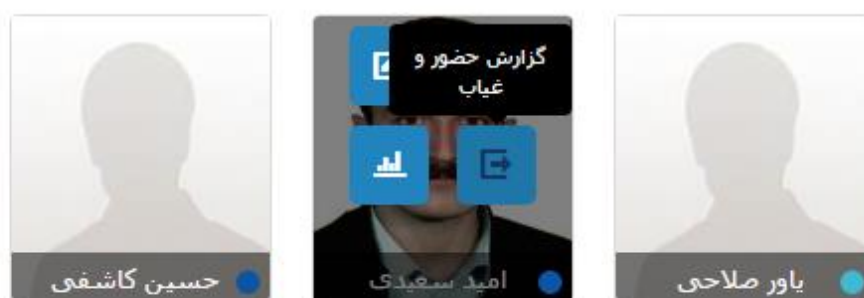 گزارش حضور و
غیاب
یاور صلاحی
امید سعیدی
حسین کاشفی